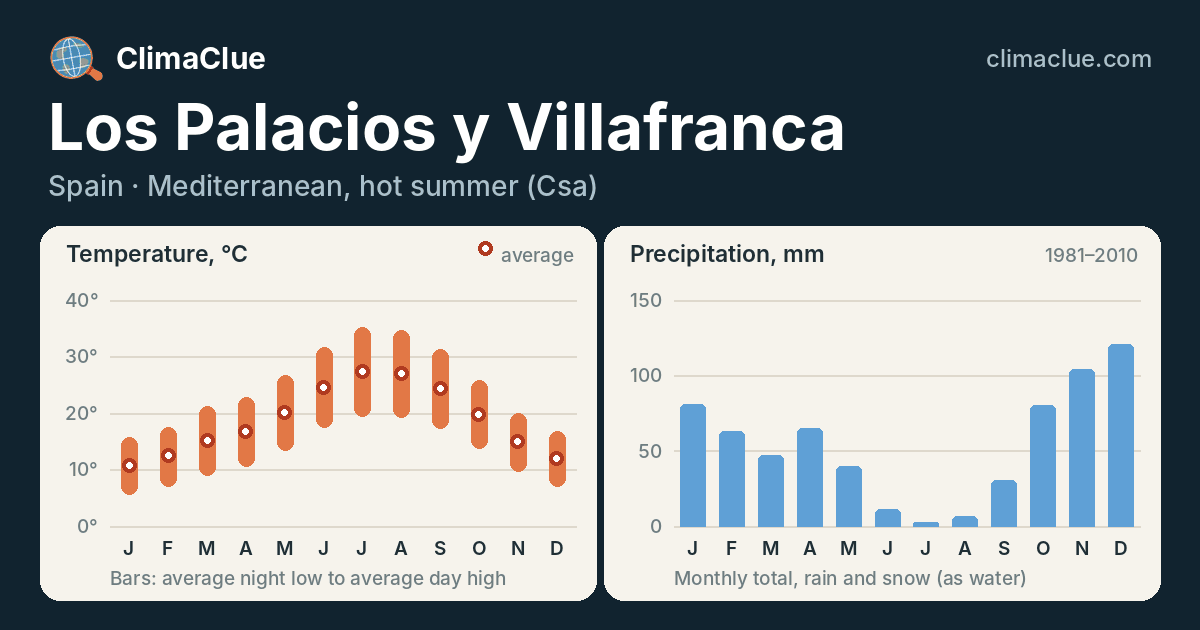 ClimaClue
climaclue.com
Los Palacios y Villafranca
Spain · Mediterranean, hot summer (Csa)
Temperature, °C
average
40°
30°
20°
10°
0°
J F M A M J J A S O N D
Bars: average night low to average day high
Precipitation, mm
1981–2010
150
100
50
0
J F M A M J J A S O N D
Monthly total, rain and snow (as water)